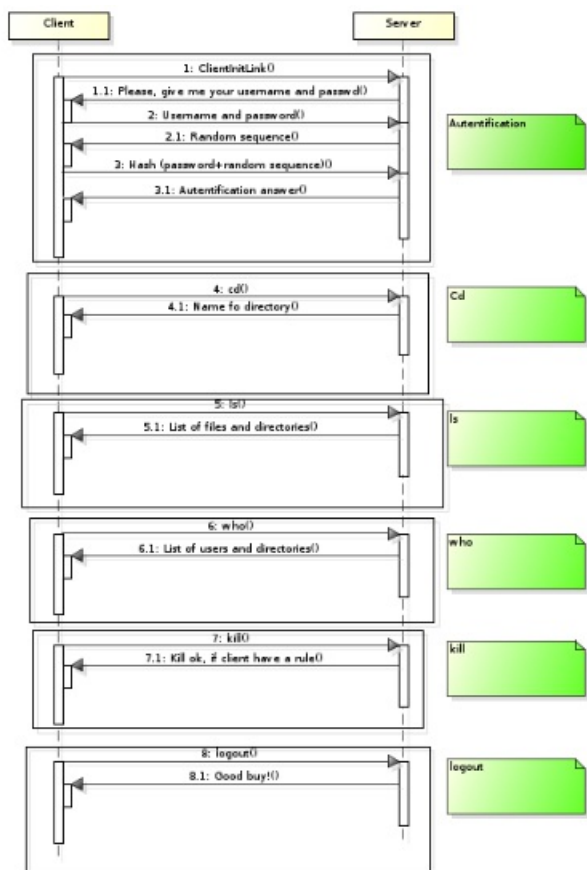 Client
Server
1: ClientInitLink()
1.1: Please, give me your username and passwd()
2: Username and password()
Autentification
2.1: Random sequence()
3: Hash (password+random sequence)()
3.1: Autentification answer()
4: cd()
Cd
4.1: Name fo directory()
5: ls()
ls
5.1: List of files and directories()
6: who()
who
6.1: List of users and directories()
7: kill()
kill
7.1: Kill ok, if client have a rule()
8: logout()
logout
8.1: Good buy!()